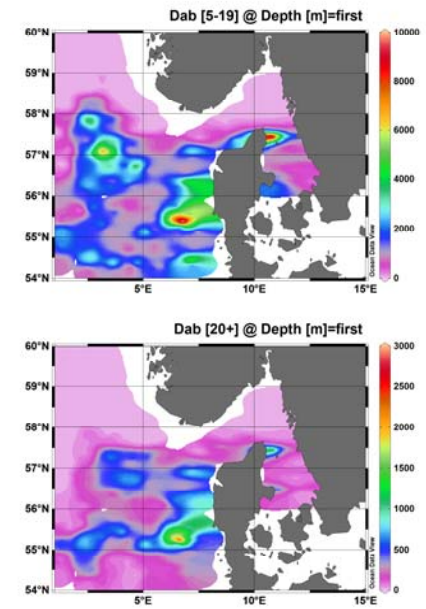 Dab [5-19] @ Depth [m]=first
60°N
59°N
58°N
57°N
56°N
55°N
54°N
5°E
10°E
15°E
10000
8000
6000
4000
2000
0
Ocean Data View
Dab [20+] @ Depth [m]=first
60°N
59°N
58°N
57°N
56°N
55°N
54°N
5°E
10°E
15°E
3000
2500
2000
1500
1000
500
0
Ocean Data View